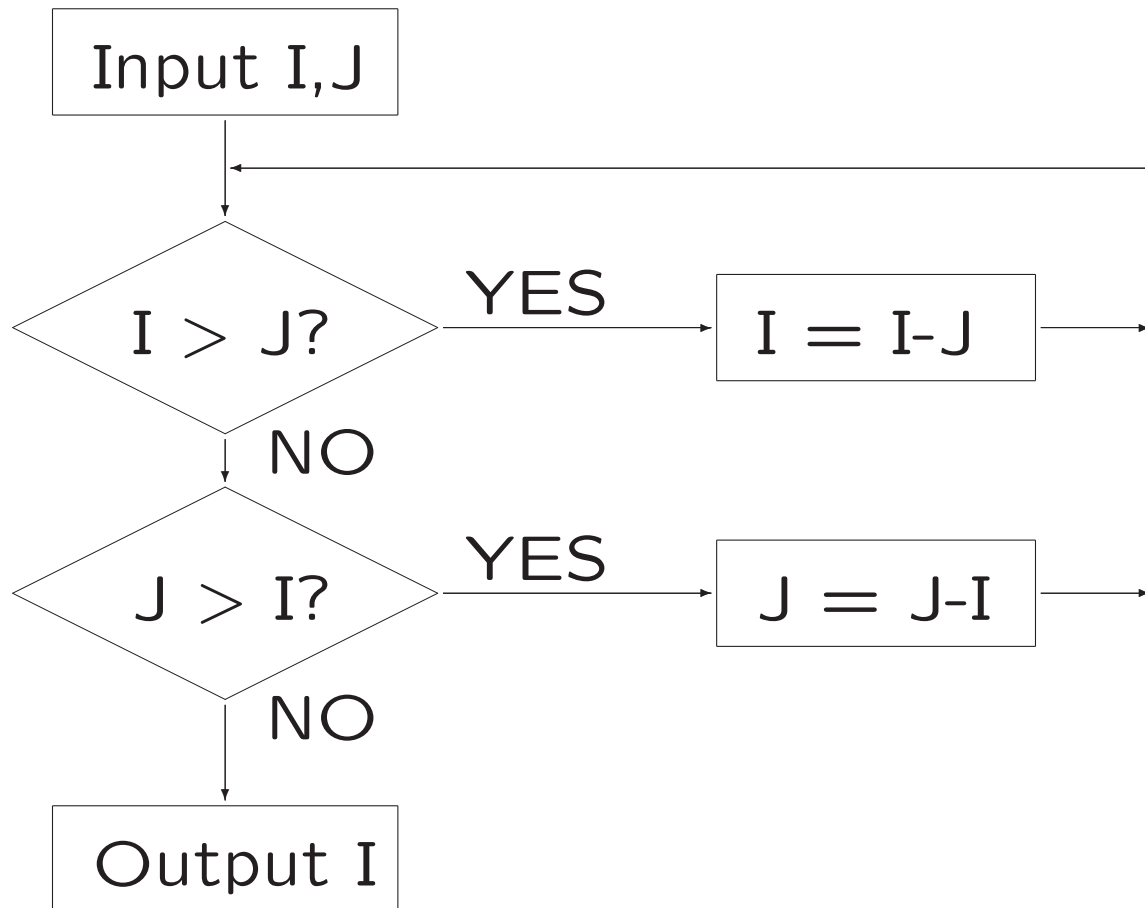 Input I,J
I > J?
YES
I = I-J
NO
J > I?
YES
J = J-I
NO
Output I